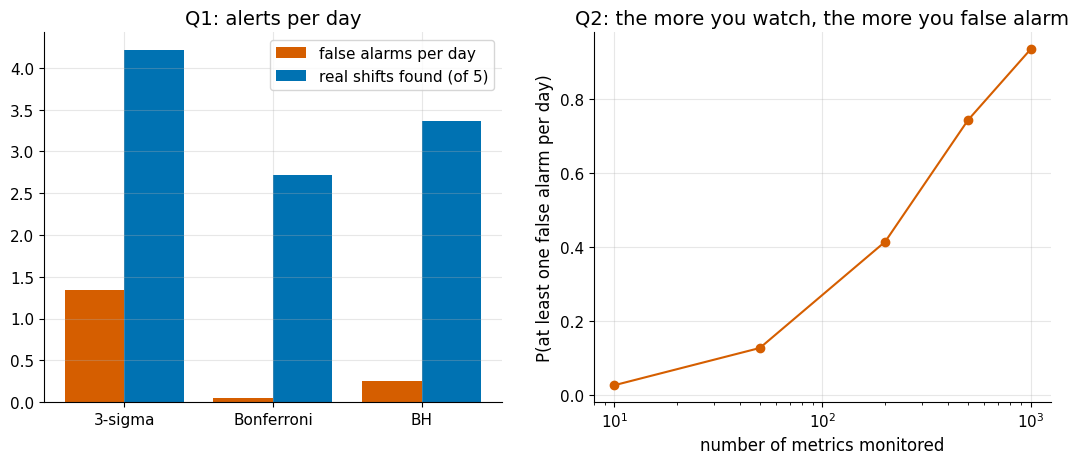 Q1: alerts per day
false alarms per day
real shifts found (of 5)
4.0
3.5
3.0
2.5
2.0
1.5
1.0
0.5
0.0
3-sigma
Bonferroni
BH
Q2: the more you watch, the more you false alarm
P(at least one false alarm per day)
0.8
0.6
0.4
0.2
0.0
10¹
10²
10³
number of metrics monitored